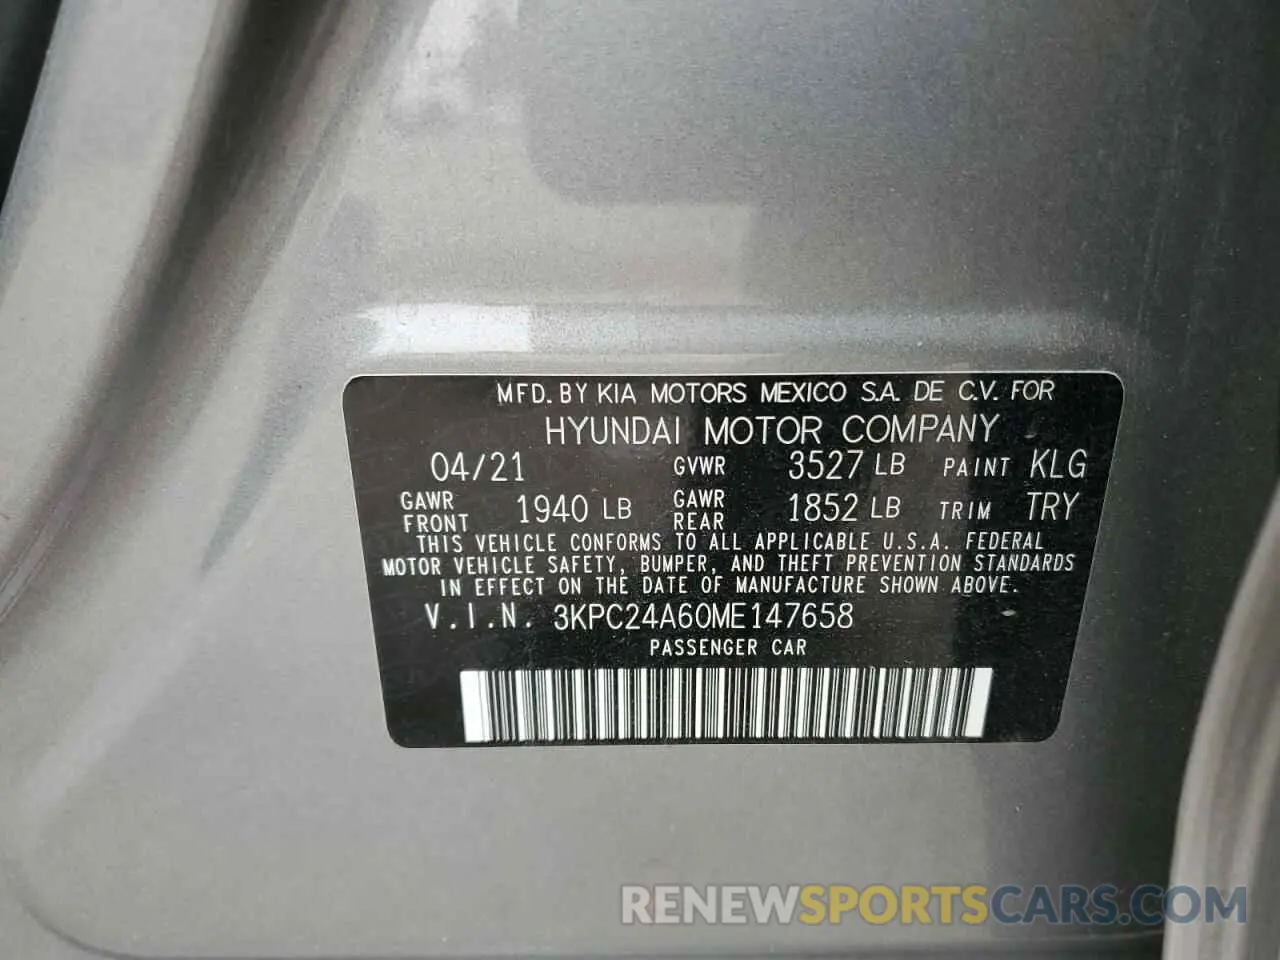 MFD. BY KIA MOTORS MEXICO S.A. DE C.V. FOR
HYUNDAI MOTOR COMPANY
04/21 GVWR 3527 LB PAINT KLG
GAWR FRONT 1940 LB GAWR REAR 1852 LB TRIM TRY
THIS VEHICLE CONFORMS TO ALL APPLICABLE U.S.A. FEDERAL
MOTOR VEHICLE SAFETY, BUMPER, AND THEFT PREVENTION STANDARDS
IN EFFECT ON THE DATE OF MANUFACTURE SHOWN ABOVE.
V.I.N. 3KPC24A60ME147658
PASSENGER CAR
RENEWSPORTSCARS.COM